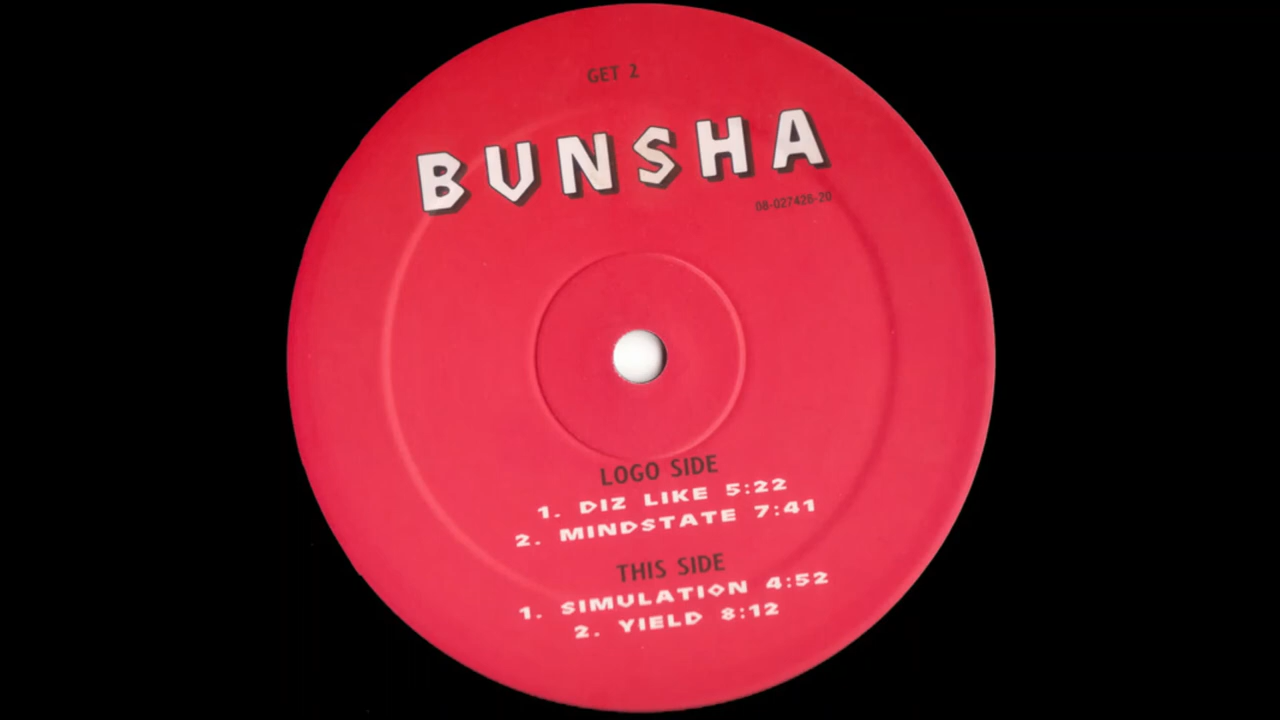 GET 2
BUNSHA
08-027428-20
LOGO SIDE
1. DIZ LIKE 5:22
2. MINDSTATE 7:41
THIS SIDE
1. SIMULATION 4:52
2. YIELD 8:12